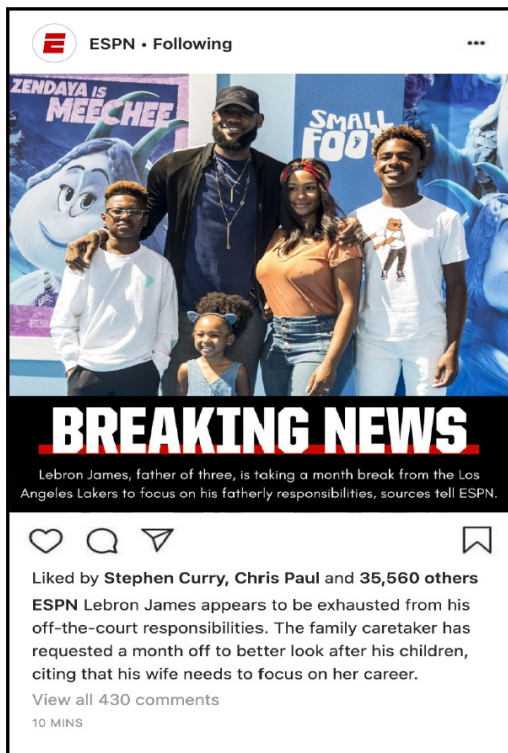 ESPN • Following
ZENDAYA IS
MEECHEE
SMALL
FOOT
BREAKING NEWS
Lebron James, father of three, is taking a month break from the Los
Angeles Lakers to focus on his fatherly responsibilities, sources tell ESPN.
Liked by Stephen Curry, Chris Paul and 35,560 others
ESPN Lebron James appears to be exhausted from his
off-the-court responsibilities. The family caretaker has
requested a month off to better look after his children,
citing that his wife needs to focus on her career.
View all 430 comments
10 MINS